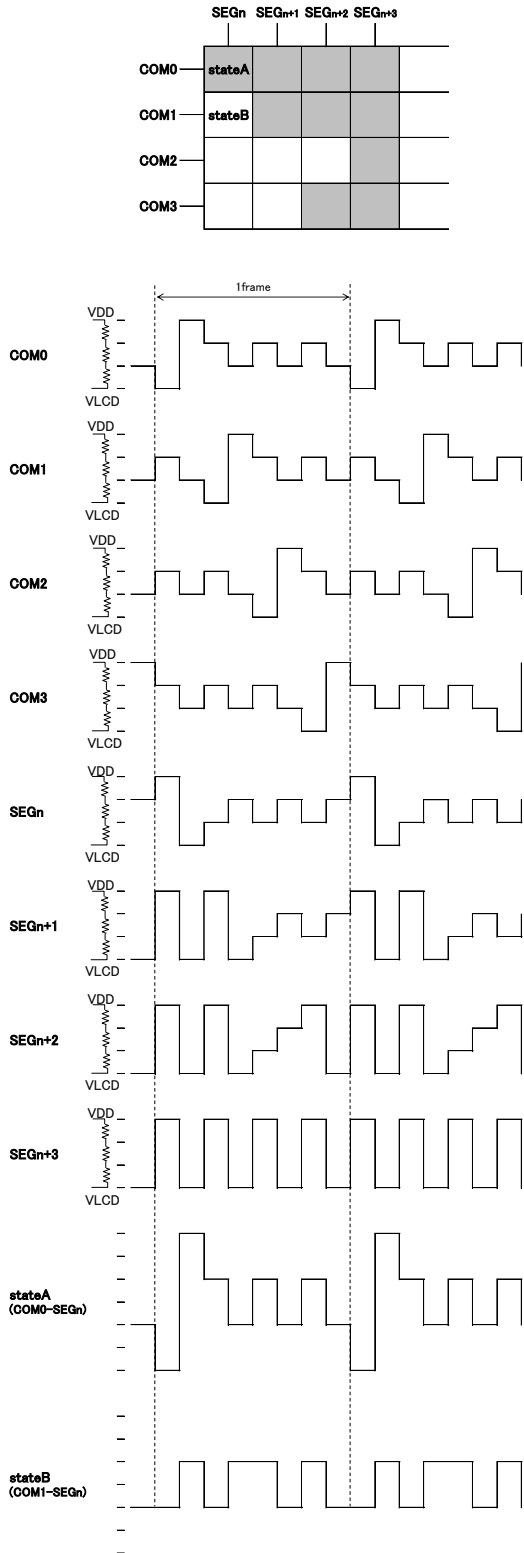 SEGn SEGn+1 SEGn+2 SEGn+3
COM0 stateA
COM1 stateB
COM2
COM3
1frame
VDD
COM0
VLCD
VDD
COM1
VLCD
VDD
COM2
VLCD
VDD
COM3
VLCD
VDD
SEGn
VLCD
VDD
SEGn+1
VLCD
VDD
SEGn+2
VLCD
VDD
SEGn+3
VLCD
stateA
(COM0-SEGn)
stateB
(COM1-SEGn)